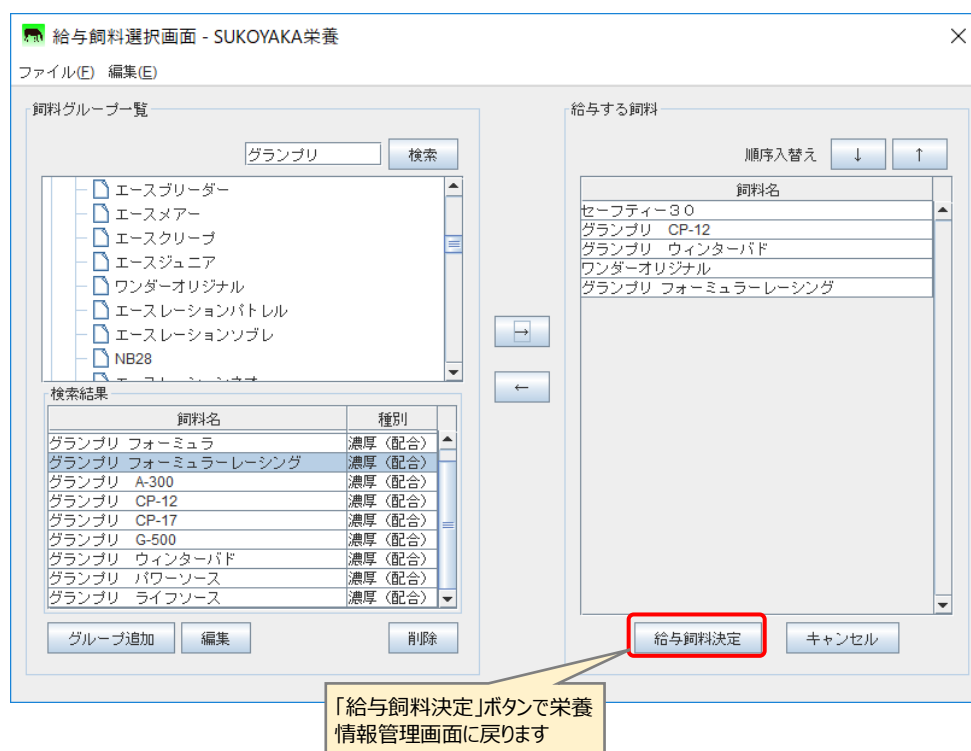 給与飼料選択画面 - SUKOYAKA栄養
ファイル(F) 編集(E)
飼料グループ一覧
グランプリ 検索
エースブリーダー
エースメアー
エースクリープ
エースジュニア
ワンダーオリジナル
エースレーションパトレル
エースレーションソブレ
NB28
検索結果
飼料名 種別
グランプリ フォーミュラ 濃厚（配合）
グランプリ フォーミュラーレーシング 濃厚（配合）
グランプリ A-300 濃厚（配合）
グランプリ CP-12 濃厚（配合）
グランプリ CP-17 濃厚（配合）
グランプリ G-500 濃厚（配合）
グランプリ ウィンターバド 濃厚（配合）
グランプリ パワーソース 濃厚（配合）
グランプリ ライフソース 濃厚（配合）
グループ追加 編集 削除
→
←
給与する飼料
順序入替え ↓ ↑
飼料名
セーフティー３０
グランプリ CP-12
グランプリ ウィンターバド
ワンダーオリジナル
グランプリ フォーミュラーレーシング
給与飼料決定 キャンセル
「給与飼料決定」ボタンで栄養
情報管理画面に戻ります